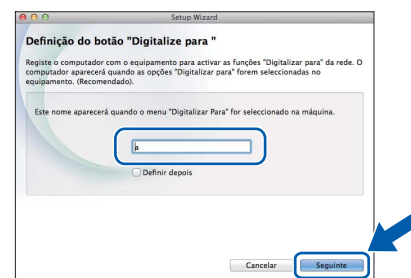 Setup Wizard
Definição do botão "Digitalize para "
Registe o computador com o equipamento para activar as funções "Digitalizar para" da rede. O
computador aparecerá quando as opções "Digitalizar para" forem seleccionadas no
equipamento. (Recomendado).
Este nome aparecerá quando o menu "Digitalizar Para" for seleccionado na máquina.
a
Definir depois
Cancelar
Seguinte